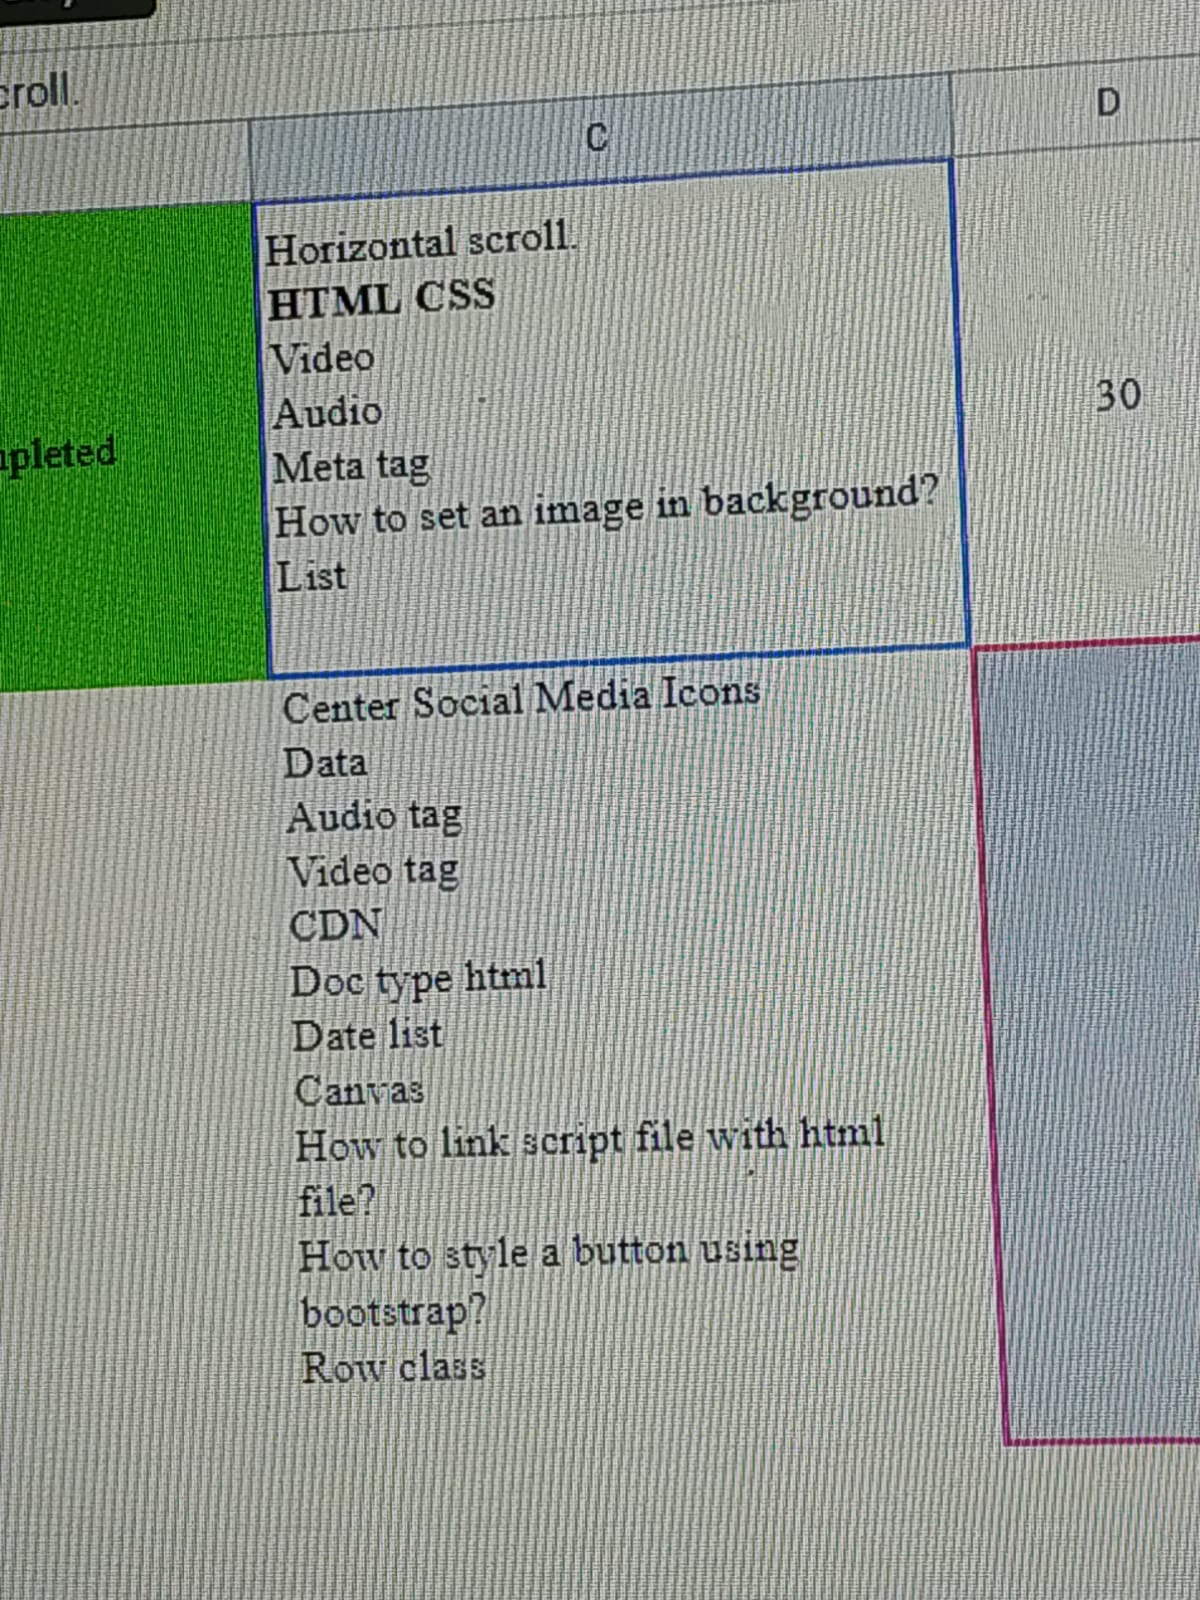 croll.
C
D
Horizontal scroll.
HTML CSS
Video
Audio
Meta tag
How to set an image in background?
List
30
mpleted
Center Social Media Icons
Data
Audio tag
Video tag
CDN
Doc type html
Date list
Canvas
How to link script file with html
file?
How to style a button using
bootstrap?
Row class